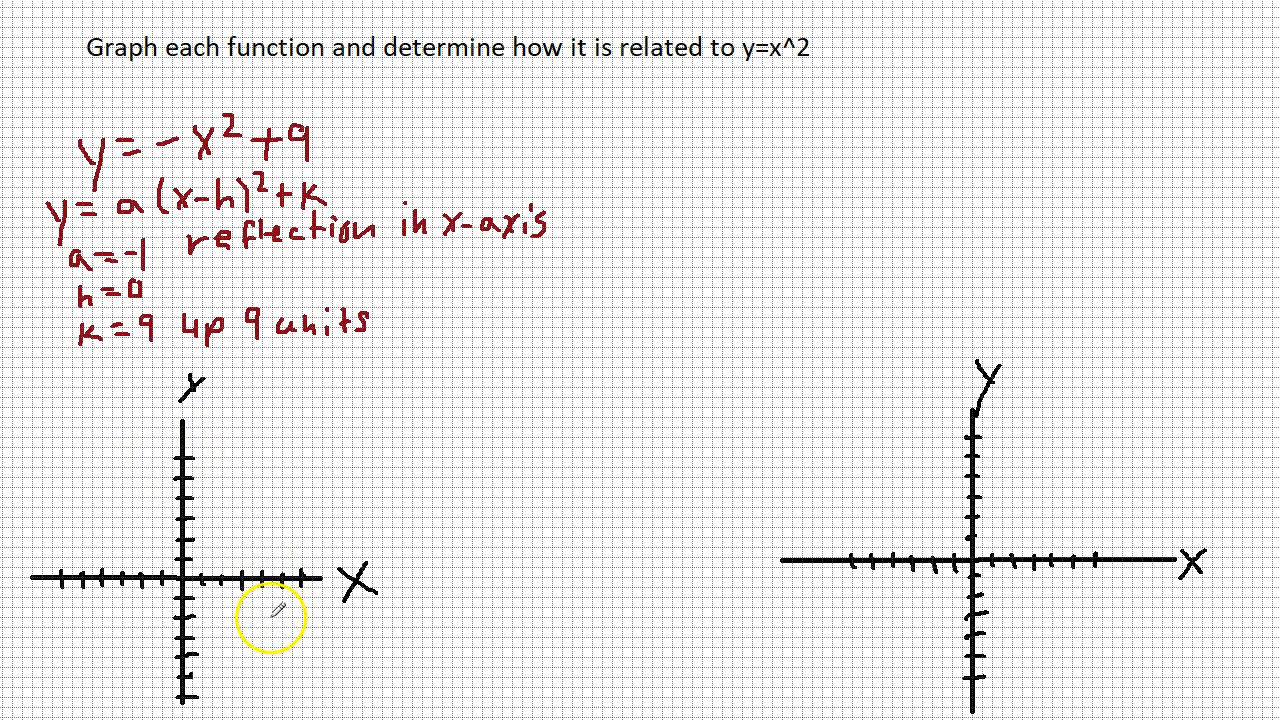 Graph each function and determine how it is related to y=x^2
y = -x² + 9
y = a (x-h)² + k
a = -1 reflection in x-axis
h = 0
k = 9 up 9 units
Y
Y
X
X